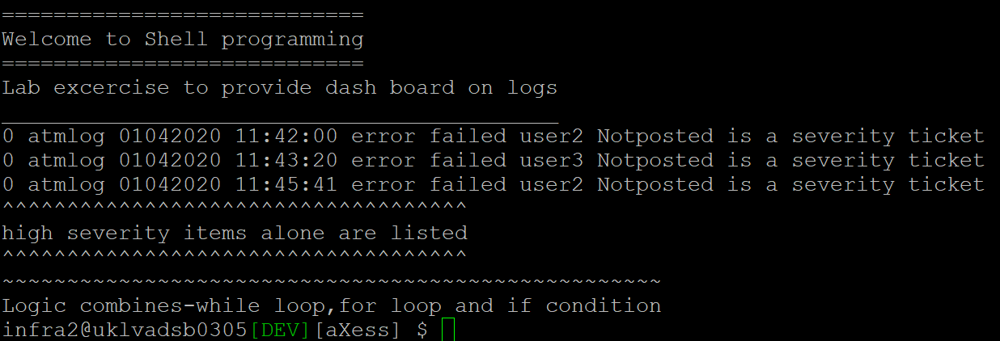 ============================
Welcome to Shell programming
============================
Lab excercise to provide dash board on logs
___________________________________________
0 atmlog 01042020 11:42:00 error failed user2 Notposted is a severity ticket
0 atmlog 01042020 11:43:20 error failed user3 Notposted is a severity ticket
0 atmlog 01042020 11:45:41 error failed user2 Notposted is a severity ticket
^^^^^^^^^^^^^^^^^^^^^^^^^^^^^^^^^^^^
high severity items alone are listed
^^^^^^^^^^^^^^^^^^^^^^^^^^^^^^^^^^^^
~~~~~~~~~~~~~~~~~~~~~~~~~~~~~~~~~~~~~~~~~~~~~~~~~~~
Logic combines-while loop,for loop and if condition
infra2@uklvadsb0305[DEV][aXess] $